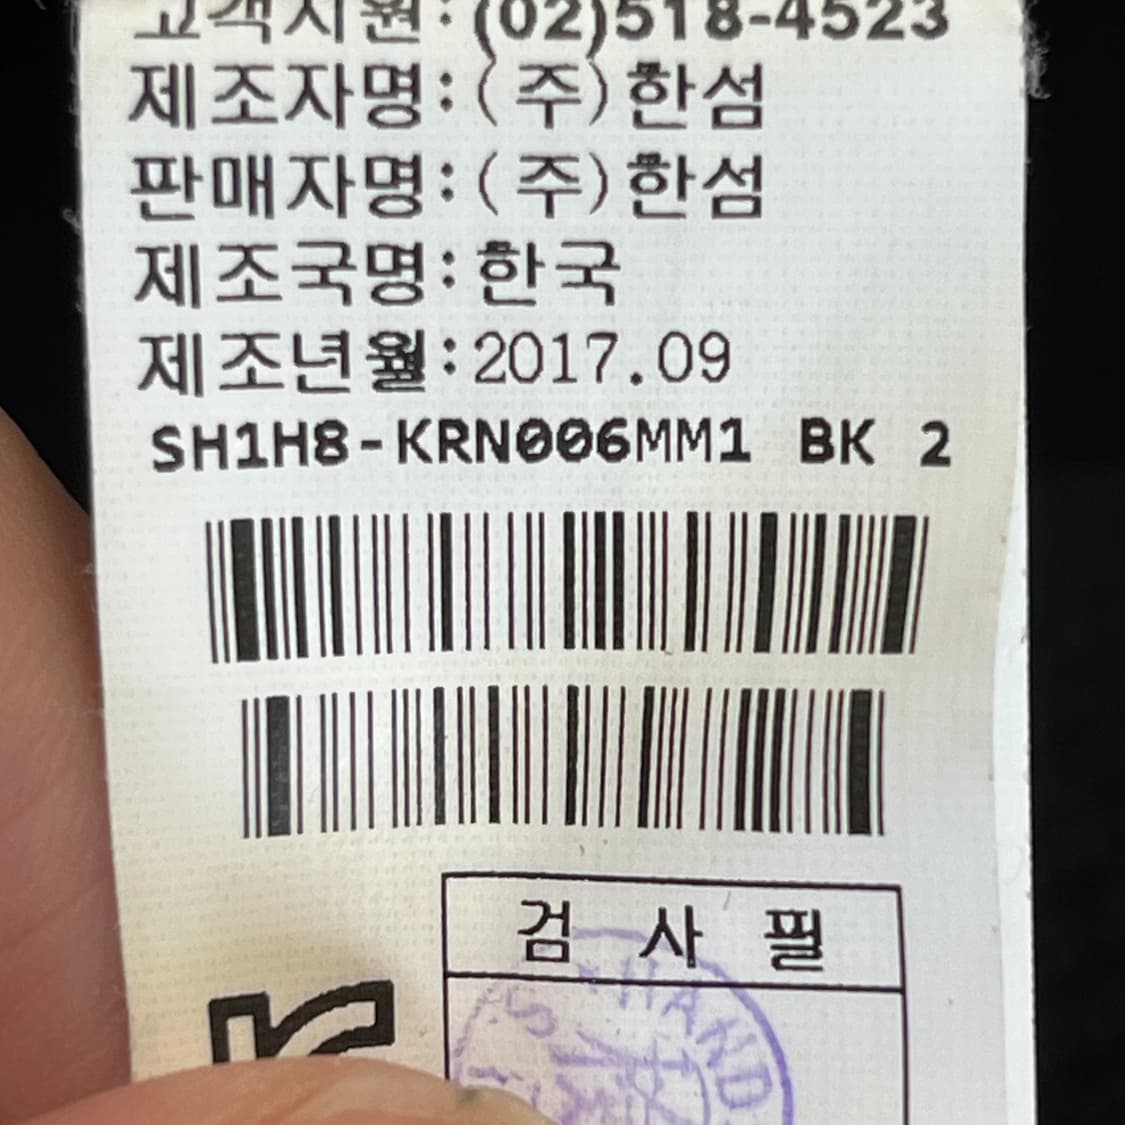 고객지원:(02)518-4523
제조자명:(주)한섬
판매자명:(주)한섬
제조국명:한국
제조년월:2017.09
SH1H8-KRN006MM1 BK 2
검 사 필
HAND